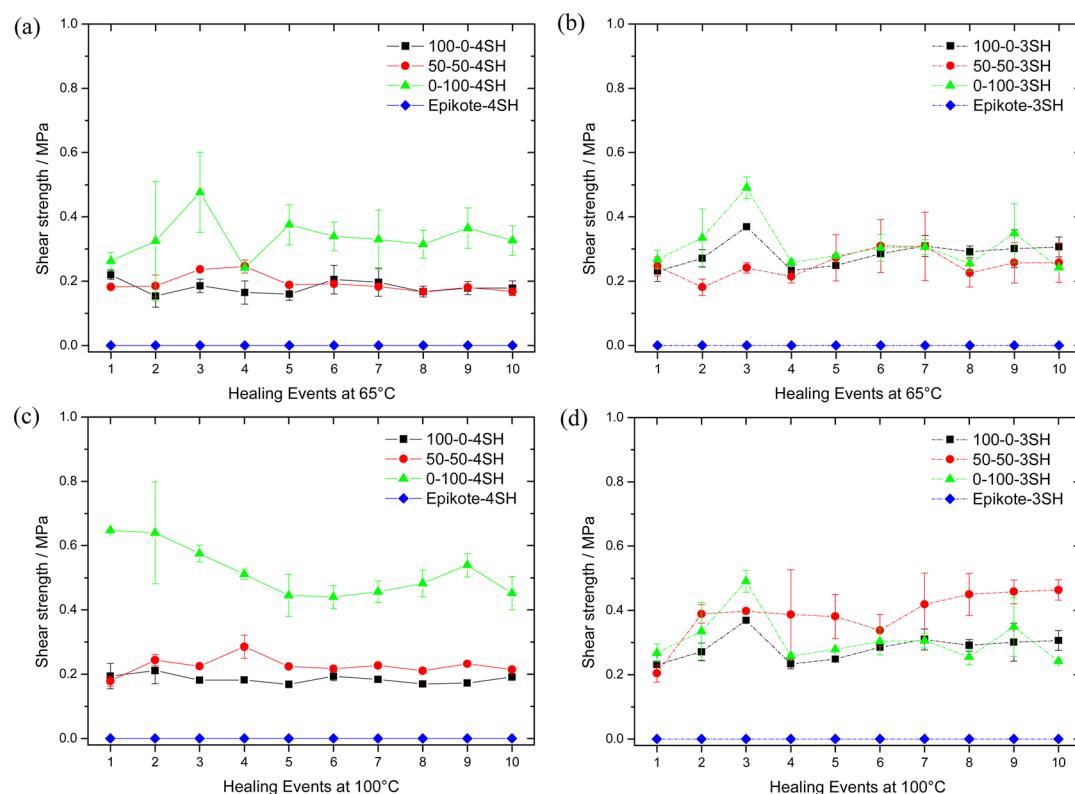 (a)
1.0
0.8
0.6
0.4
0.2
0.0
Shear strength / MPa
100-0-4SH
50-50-4SH
0-100-4SH
Epikote-4SH
1 2 3 4 5 6 7 8 9 10
Healing Events at 65°C
(b)
1.0
0.8
0.6
0.4
0.2
0.0
Shear strength / MPa
100-0-3SH
50-50-3SH
0-100-3SH
Epikote-3SH
1 2 3 4 5 6 7 8 9 10
Healing Events at 65°C
(c)
1.0
0.8
0.6
0.4
0.2
0.0
Shear strength / MPa
100-0-4SH
50-50-4SH
0-100-4SH
Epikote-4SH
1 2 3 4 5 6 7 8 9 10
Healing Events at 100°C
(d)
1.0
0.8
0.6
0.4
0.2
0.0
Shear strength / MPa
100-0-3SH
50-50-3SH
0-100-3SH
Epikote-3SH
1 2 3 4 5 6 7 8 9 10
Healing Events at 100°C